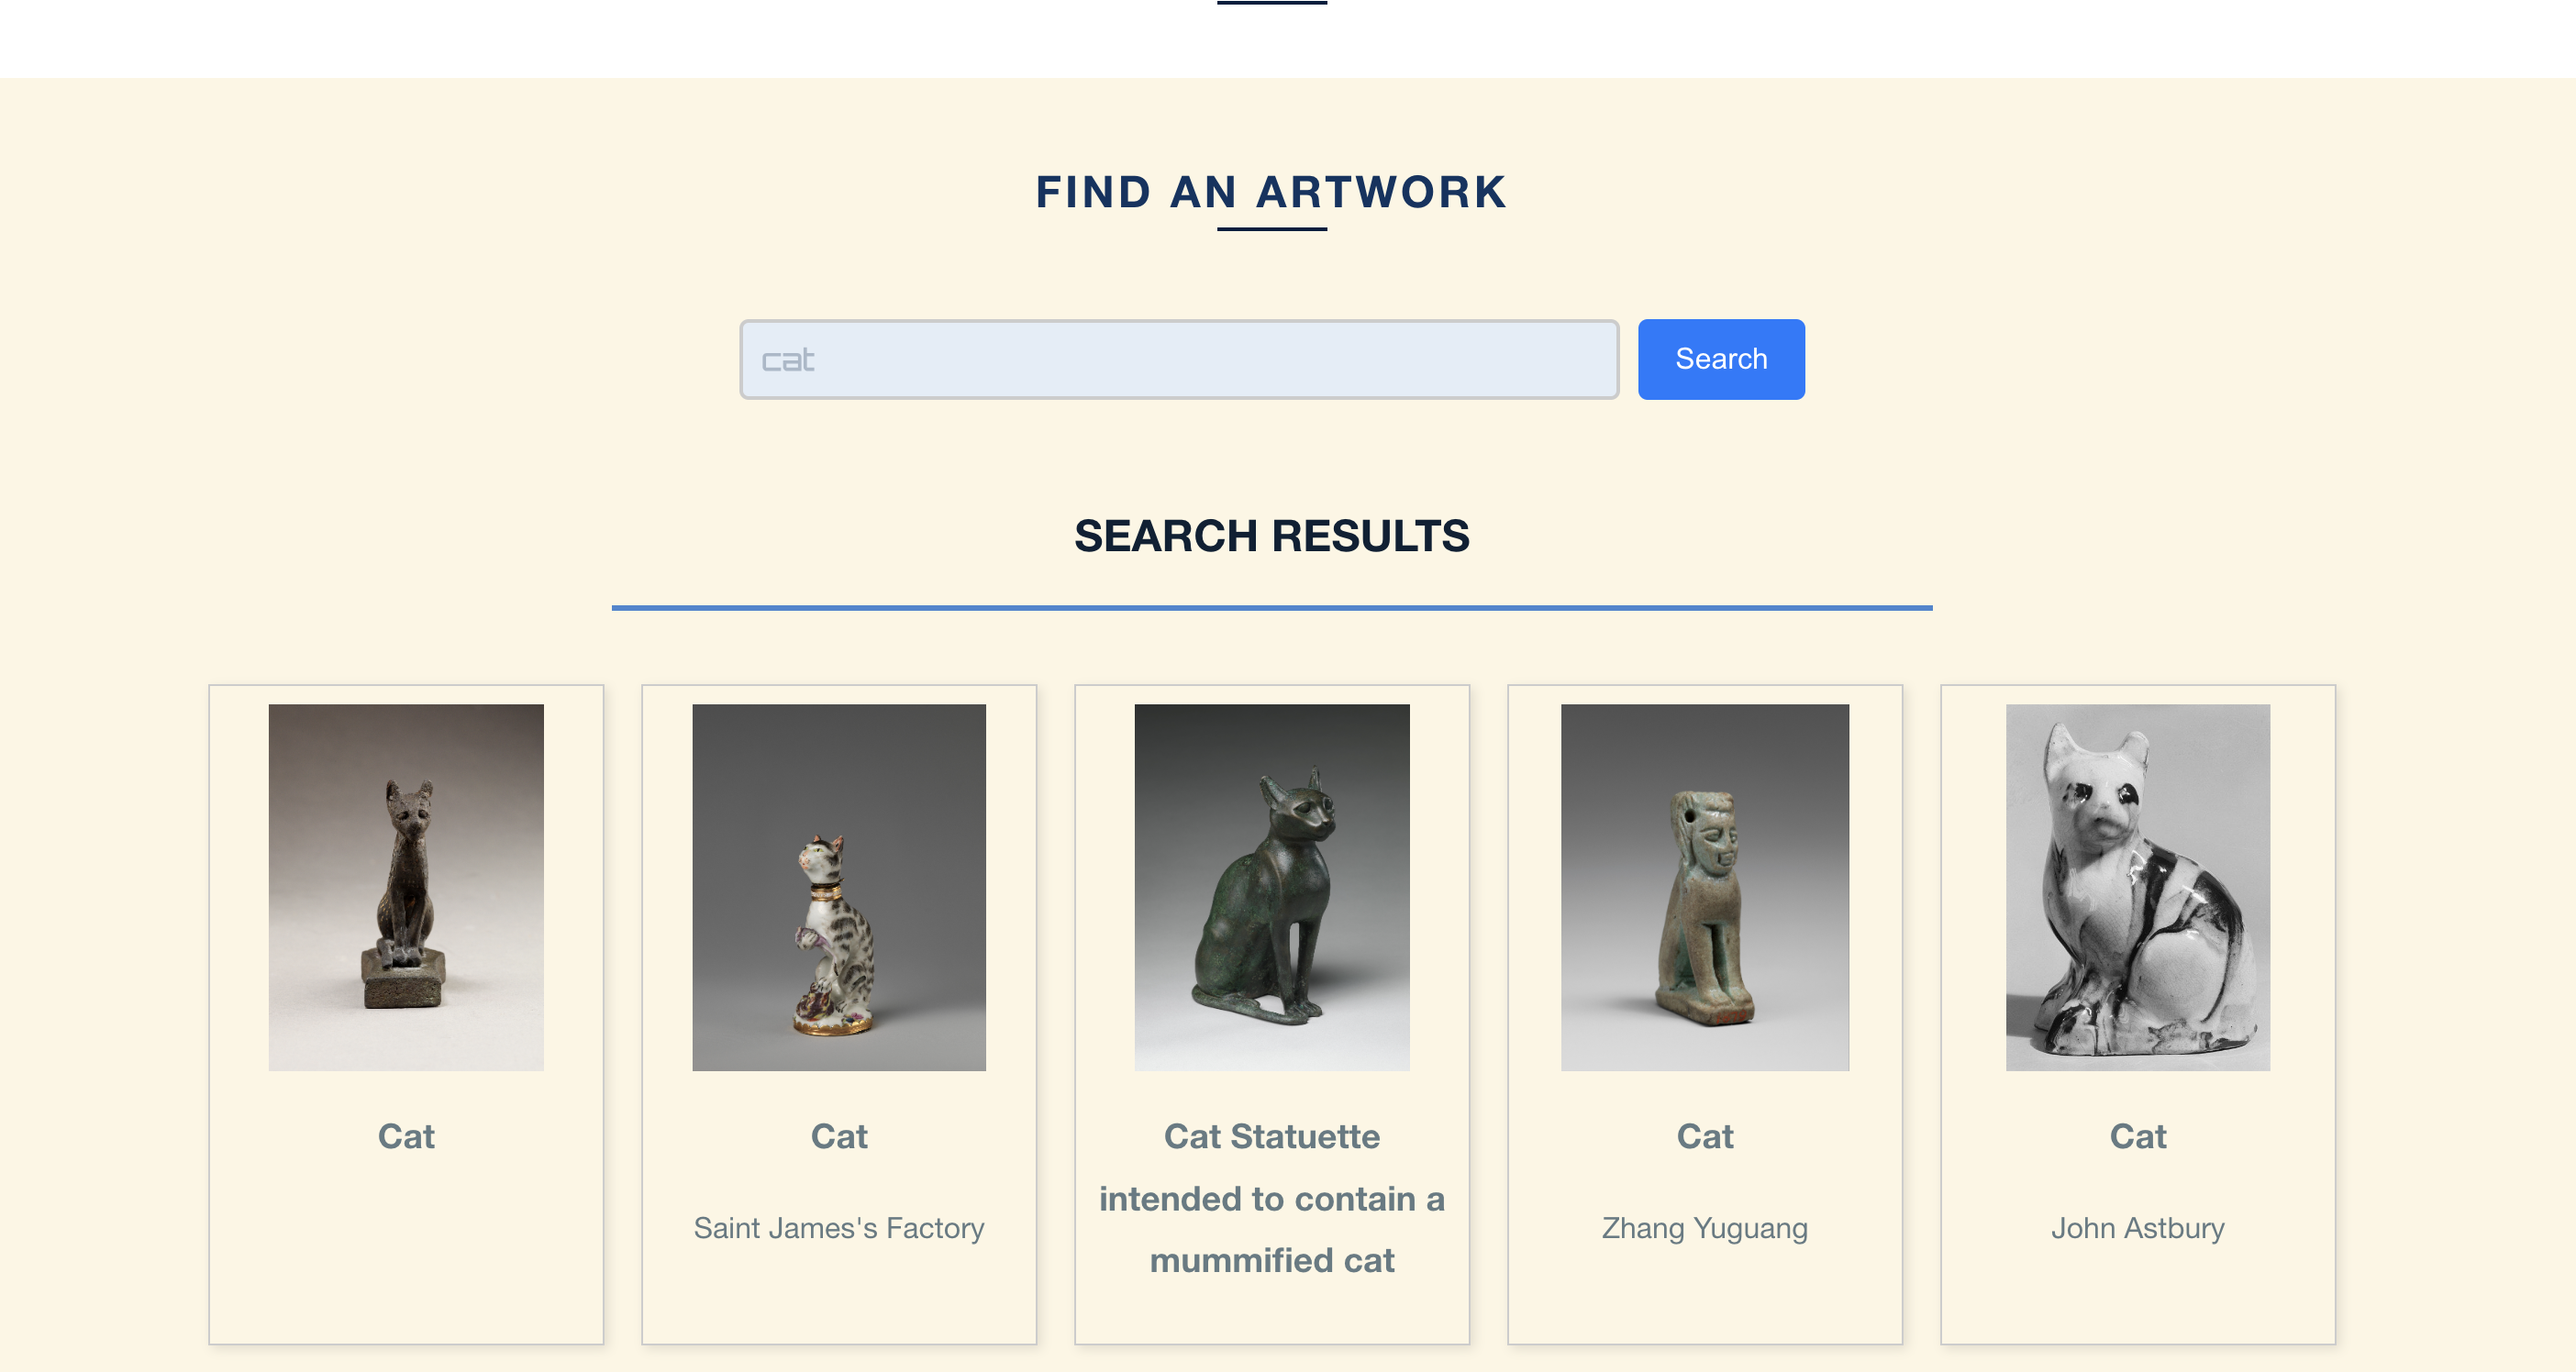 FIND AN ARTWORK
cat
Search
SEARCH RESULTS
Cat
Cat
Saint James's Factory
Cat Statuette
intended to contain a
mummified cat
Cat
Zhang Yuguang
Cat
John Astbury